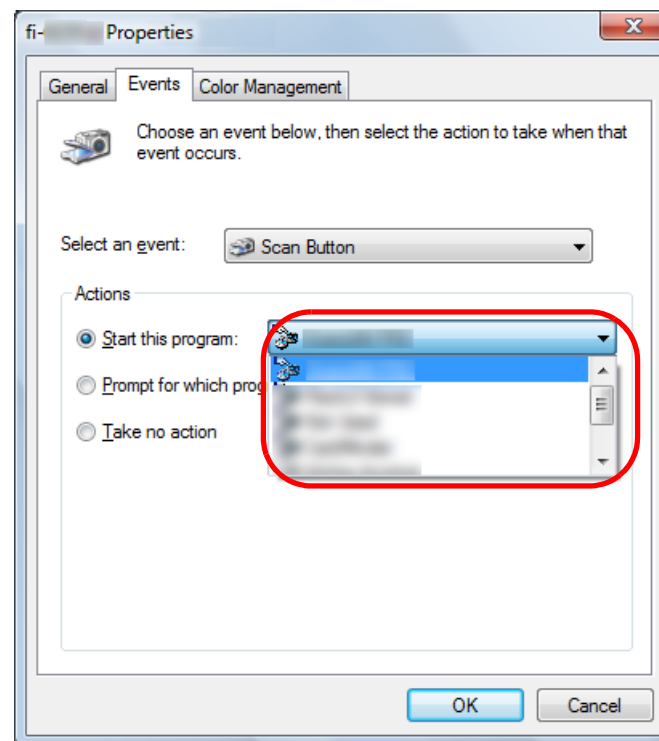 fi- Properties
General Events Color Management
Choose an event below, then select the action to take when that
event occurs.
Select an event: Scan Button
Actions
Start this program:
Prompt for which prog
Take no action
OK Cancel